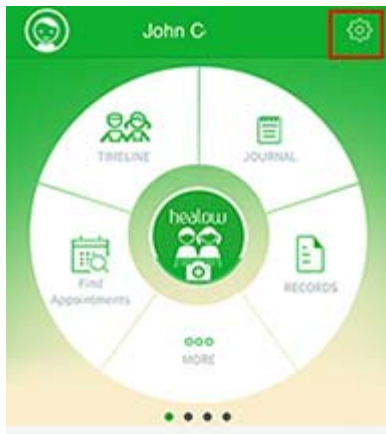 John C
TIMELINE
JOURNAL
healow
Find
Appointments
RECORDS
MORE